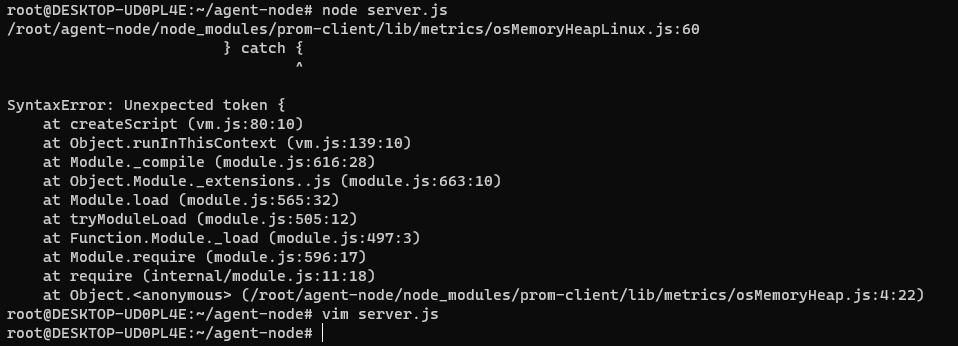 root@DESKTOP-UD0PL4E:~/agent-node# node server.js
/root/agent-node/node_modules/prom-client/lib/metrics/osMemoryHeapLinux.js:60
                        } catch {
                                ^

SyntaxError: Unexpected token {
    at createScript (vm.js:80:10)
    at Object.runInThisContext (vm.js:139:10)
    at Module._compile (module.js:616:28)
    at Object.Module._extensions..js (module.js:663:10)
    at Module.load (module.js:565:32)
    at tryModuleLoad (module.js:505:12)
    at Function.Module._load (module.js:497:3)
    at Module.require (module.js:596:17)
    at require (internal/module.js:11:18)
    at Object.<anonymous> (/root/agent-node/node_modules/prom-client/lib/metrics/osMemoryHeap.js:4:22)
root@DESKTOP-UD0PL4E:~/agent-node# vim server.js
root@DESKTOP-UD0PL4E:~/agent-node#